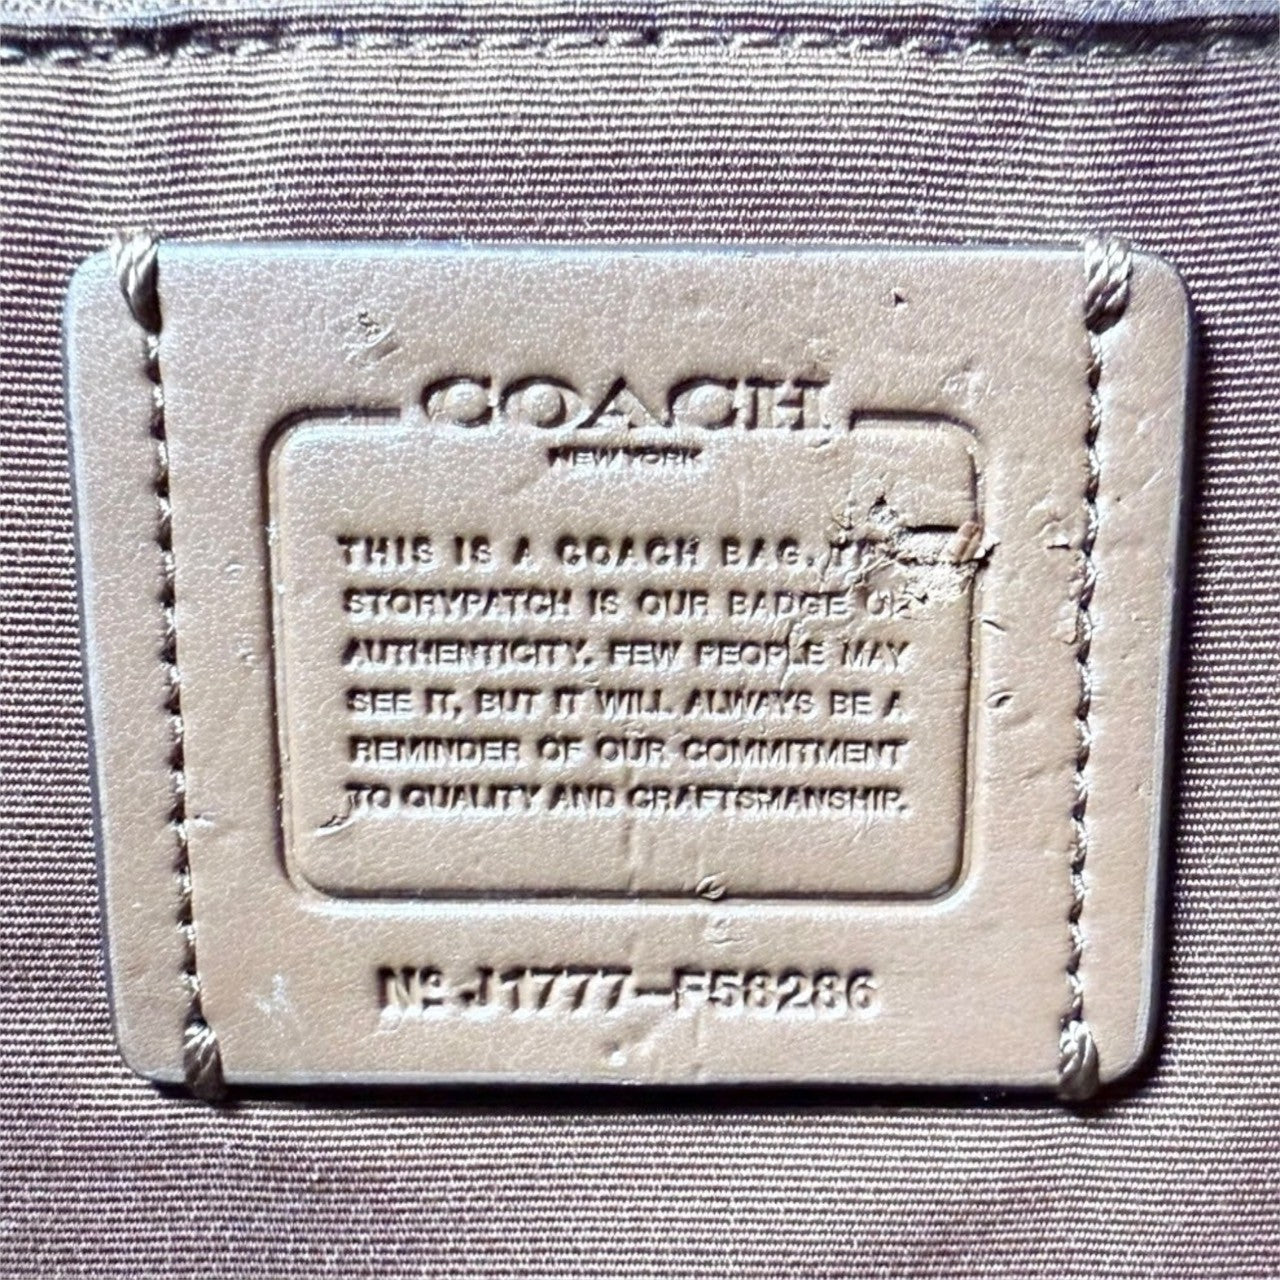 COACH
NEW YORK
THIS IS A COACH BAG.
STORYPATCH IS OUR BADGE
AUTHENTICITY. FEW PEOPLE MAY
SEE IT, BUT IT WILL ALWAYS BE A
REMINDER OF OUR COMMITMENT
TO QUALITY AND CRAFTSMANSHIP.
Nº J1777-F58286